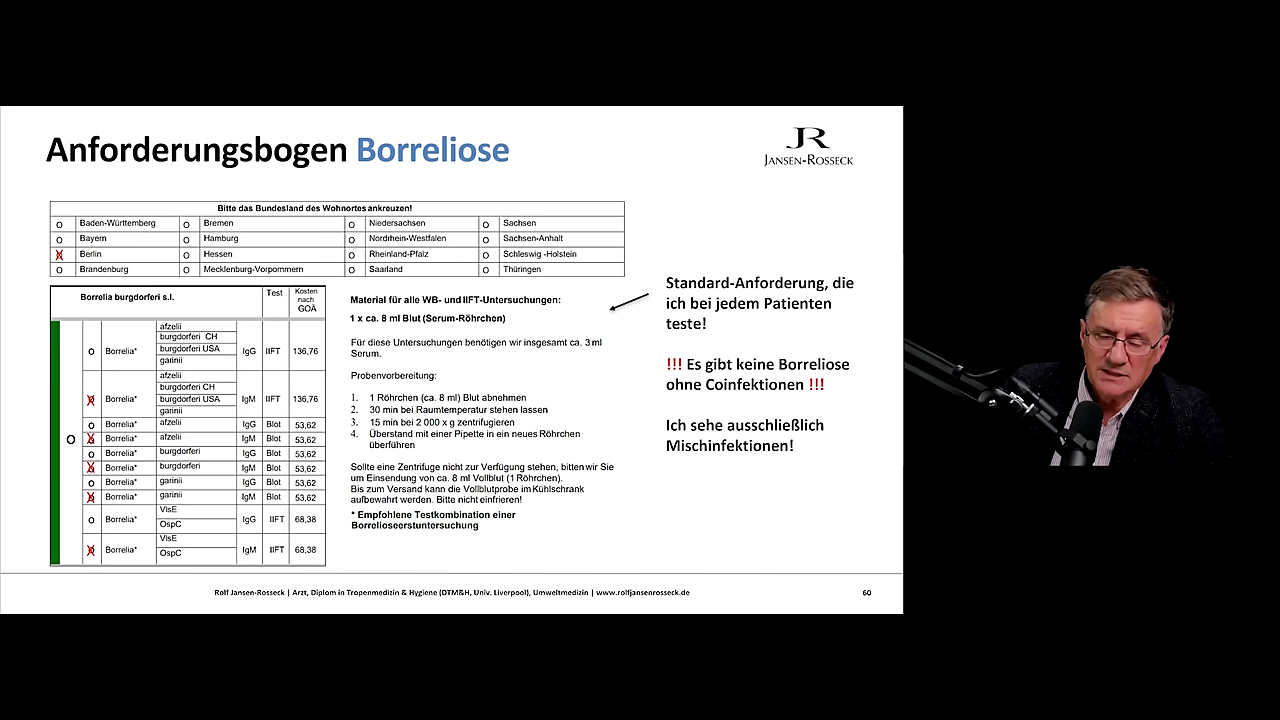 Anforderungsbogen Borreliose
JR
JANSEN-ROSSECK
Bitte das Bundesland des Wohnortes ankreuzen!
O Baden-Württemberg O Bremen O Niedersachsen O Sachsen
O Bayern O Hamburg O Nordrhein-Westfalen O Sachsen-Anhalt
X Berlin O Hessen O Rheinland-Pfalz O Schleswig -Holstein
O Brandenburg O Mecklenburg-Vorpommern O Saarland O Thüringen
Borrelia burgdorferi s.l. Test Kosten
nach
GOÄ
afzelii
burgdorferi CH
O Borrelia* burgdorferi USA IgG IIFT 136,76
garinii
afzelii
burgdorferi CH
X Borrelia* burgdorferi USA IgM IIFT 136,76
garinii
O Borrelia* afzelii IgG Blot 53,62
O X Borrelia* afzelii IgM Blot 53,62
O Borrelia* burgdorferi IgG Blot 53,62
X Borrelia* burgdorferi IgM Blot 53,62
O Borrelia* garinii IgG Blot 53,62
X Borrelia* garinii IgM Blot 53,62
VlsE
O Borrelia* IgG IIFT 68,38
OspC
VlsE
X Borrelia* IgM IIFT 68,38
OspC
Material für alle WB- und IIFT-Untersuchungen:
1 x ca. 8 ml Blut (Serum-Röhrchen)
Für diese Untersuchungen benötigen wir insgesamt ca. 3 ml
Serum.
Probenvorbereitung:
1. 1 Röhrchen (ca. 8 ml) Blut abnehmen
2. 30 min bei Raumtemperatur stehen lassen
3. 15 min bei 2 000 x g zentrifugieren
4. Überstand mit einer Pipette in ein neues Röhrchen
überführen
Sollte eine Zentrifuge nicht zur Verfügung stehen, bitten wir Sie
um Einsendung von ca. 8 ml Vollblut (1 Röhrchen).
Bis zum Versand kann die Vollblutprobe im Kühlschrank
aufbewahrt werden. Bitte nicht einfrieren!
* Empfohlene Testkombination einer
Borrelioseerstuntersuchung
Standard-Anforderung, die
ich bei jedem Patienten
teste!
!!! Es gibt keine Borreliose
ohne Coinfektionen !!!
Ich sehe ausschließlich
Mischinfektionen!
Rolf Jansen-Rosseck | Arzt, Diplom in Tropenmedizin & Hygiene (DTM&H, Univ. Liverpool), Umweltmedizin | www.rolfjansenrosseck.de
60